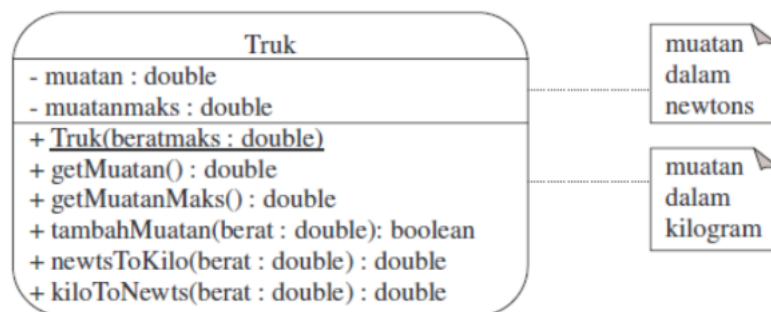 Truk
- muatan : double
- muatanmaks : double
+ Truk(beratmaks : double)
+ getMuatan() : double
+ getMuatanMaks() : double
+ tambahMuatan(berat : double): boolean
+ newtsToKilo(berat : double) : double
+ kiloToNewts(berat : double) : double
muatan
dalam
newtons
muatan
dalam
kilogram